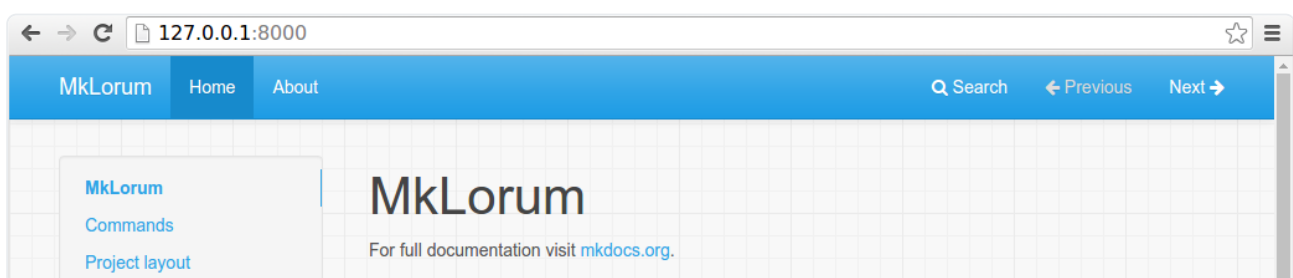 127.0.0.1:8000
MkLorum Home About Search Previous Next
MkLorum
Commands
Project layout
MkLorum
For full documentation visit mkdocs.org.